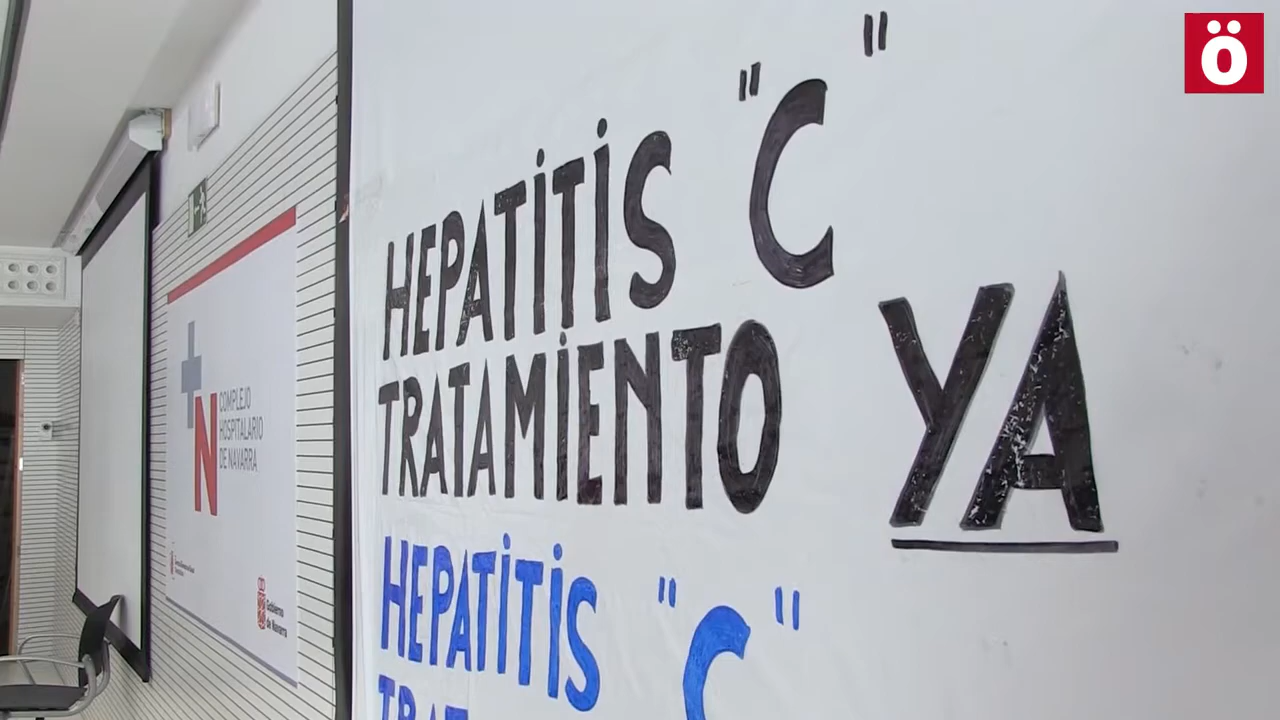 ö
HEPATITIS "C"
TRATAMIENTO YA
HEPATITIS "C"
N COMPLEJO
HOSPITALARIO
DE NAVARRA
Gobierno
de Navarra